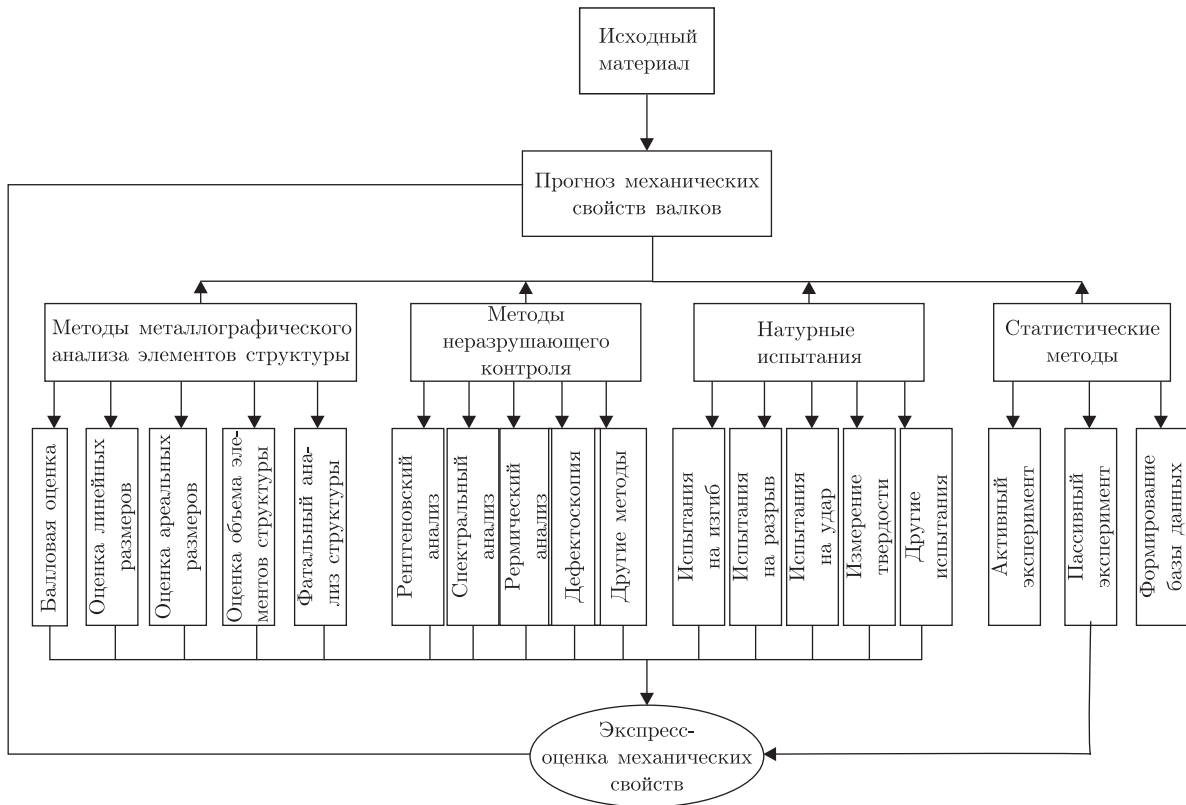 Исходный
материал
Прогноз механических
свойств валков
Методы металлографического
анализа элементов структуры
Методы
неразрушающего
контроля
Натурные
испытания
Статистические
методы
Балловая оценка
Оценка линейных
размеров
Оценка ареальных
размеров
Оценка объема эле-
ментов структуры
Фатальный ана-
лиз структуры
Рентгеновский
анализ
Спектральный
анализ
Рермический
анализ
Дефектоскопия
Другие методы
Испытания
на изгиб
Испытания
на разрыв
Испытания
на удар
Измерение
твердости
Другие
испытания
Активный
эксперимент
Пассивный
эксперимент
Формирование
базы данных
Экспресс-
оценка механических
свойств